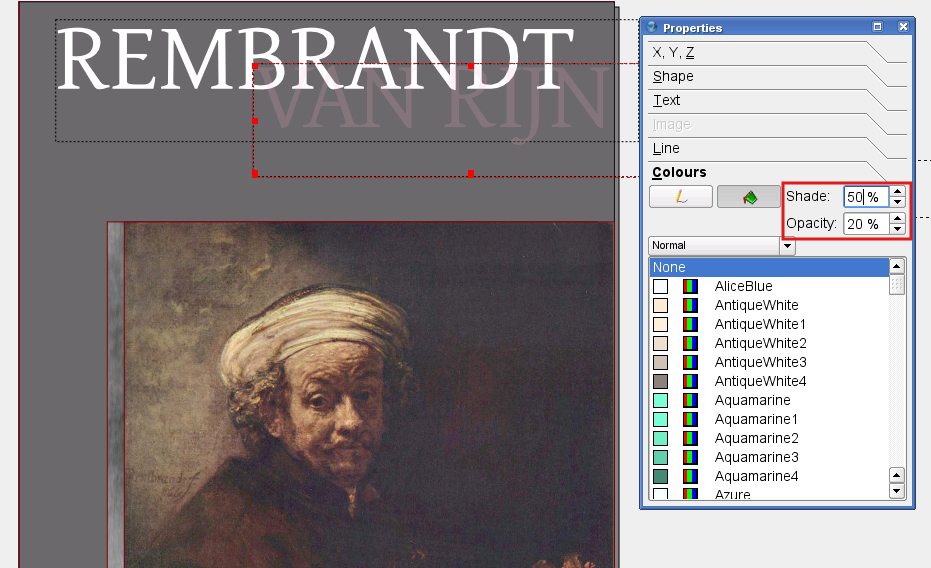 REMBRANDT
VAN RIJN
Properties
X, Y, Z
Shape
Text
Image
Line
Colours
Shade: 50 %
Opacity: 20 %
Normal
None
AliceBlue
AntiqueWhite
AntiqueWhite1
AntiqueWhite2
AntiqueWhite3
AntiqueWhite4
Aquamarine
Aquamarine1
Aquamarine2
Aquamarine3
Aquamarine4
Azure